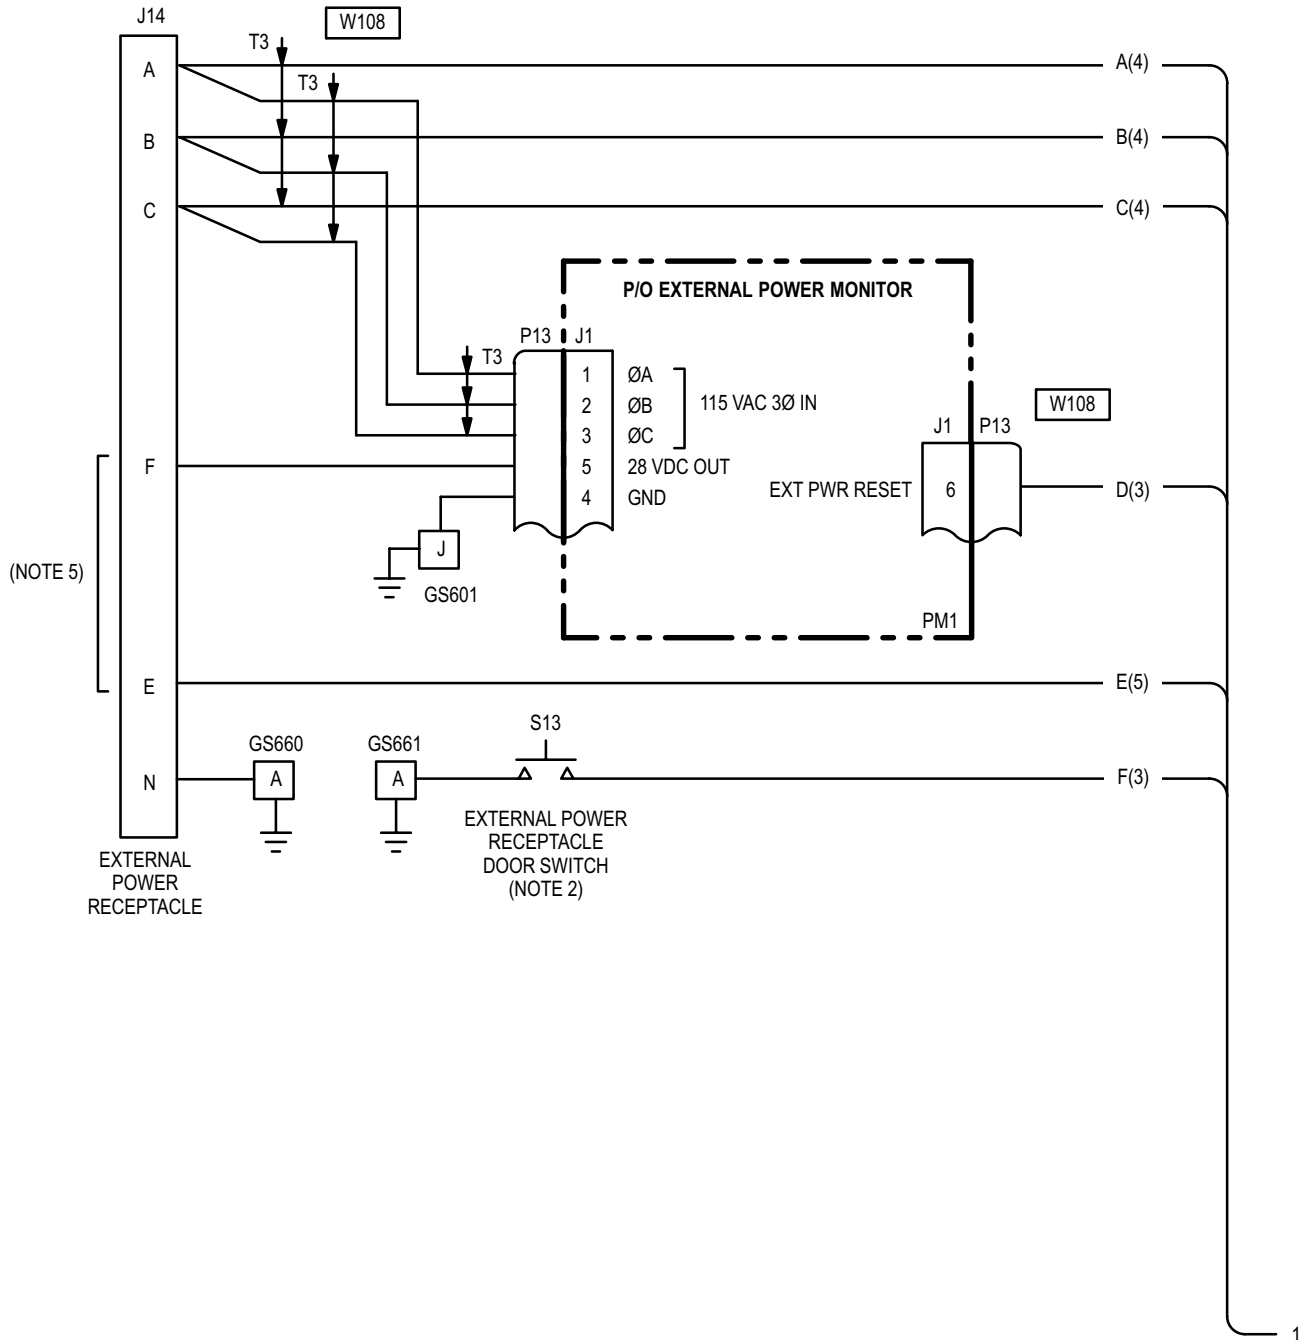 J14
W108
T3
A
A(4)
T3
B
B(4)
C
C(4)
P/O EXTERNAL POWER MONITOR
P13 J1
T3
1 ØA
2 ØB
3 ØC
115 VAC 3Ø IN
W108
J1 P13
F
5 28 VDC OUT
4 GND
EXT PWR RESET 6
D(3)
J
GS601
(NOTE 5)
PM1
E
E(5)
S13
GS660
GS661
N
A
A
F(3)
EXTERNAL POWER
RECEPTACLE
DOOR SWITCH
(NOTE 2)
EXTERNAL
POWER
RECEPTACLE
1